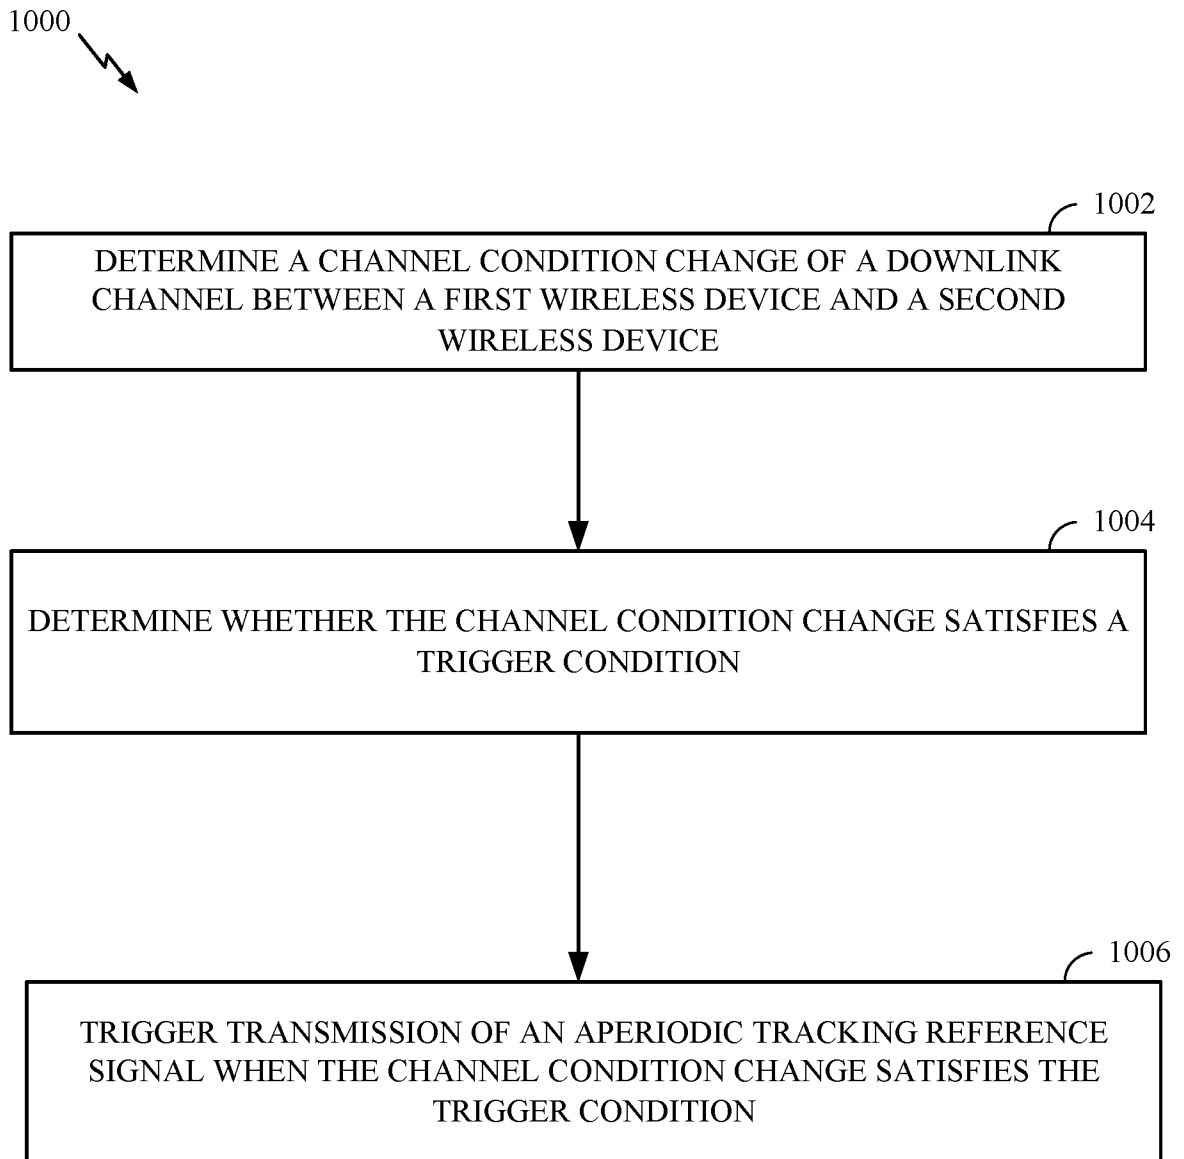 1000
1002
DETERMINE A CHANNEL CONDITION CHANGE OF A DOWNLINK
CHANNEL BETWEEN A FIRST WIRELESS DEVICE AND A SECOND
WIRELESS DEVICE
1004
DETERMINE WHETHER THE CHANNEL CONDITION CHANGE SATISFIES A
TRIGGER CONDITION
1006
TRIGGER TRANSMISSION OF AN APERIODIC TRACKING REFERENCE
SIGNAL WHEN THE CHANNEL CONDITION CHANGE SATISFIES THE
TRIGGER CONDITION